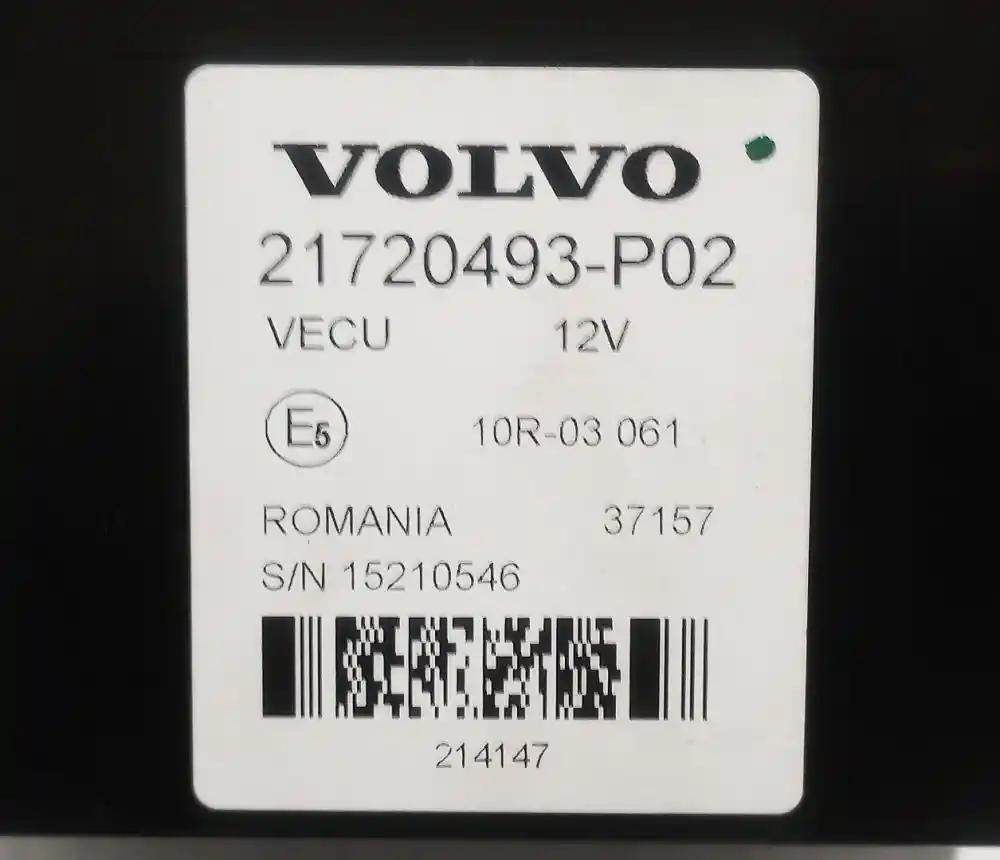 VOLVO
21720493-P02
VECU 12V
E5 10R-03 061
ROMANIA 37157
S/N 15210546
214147